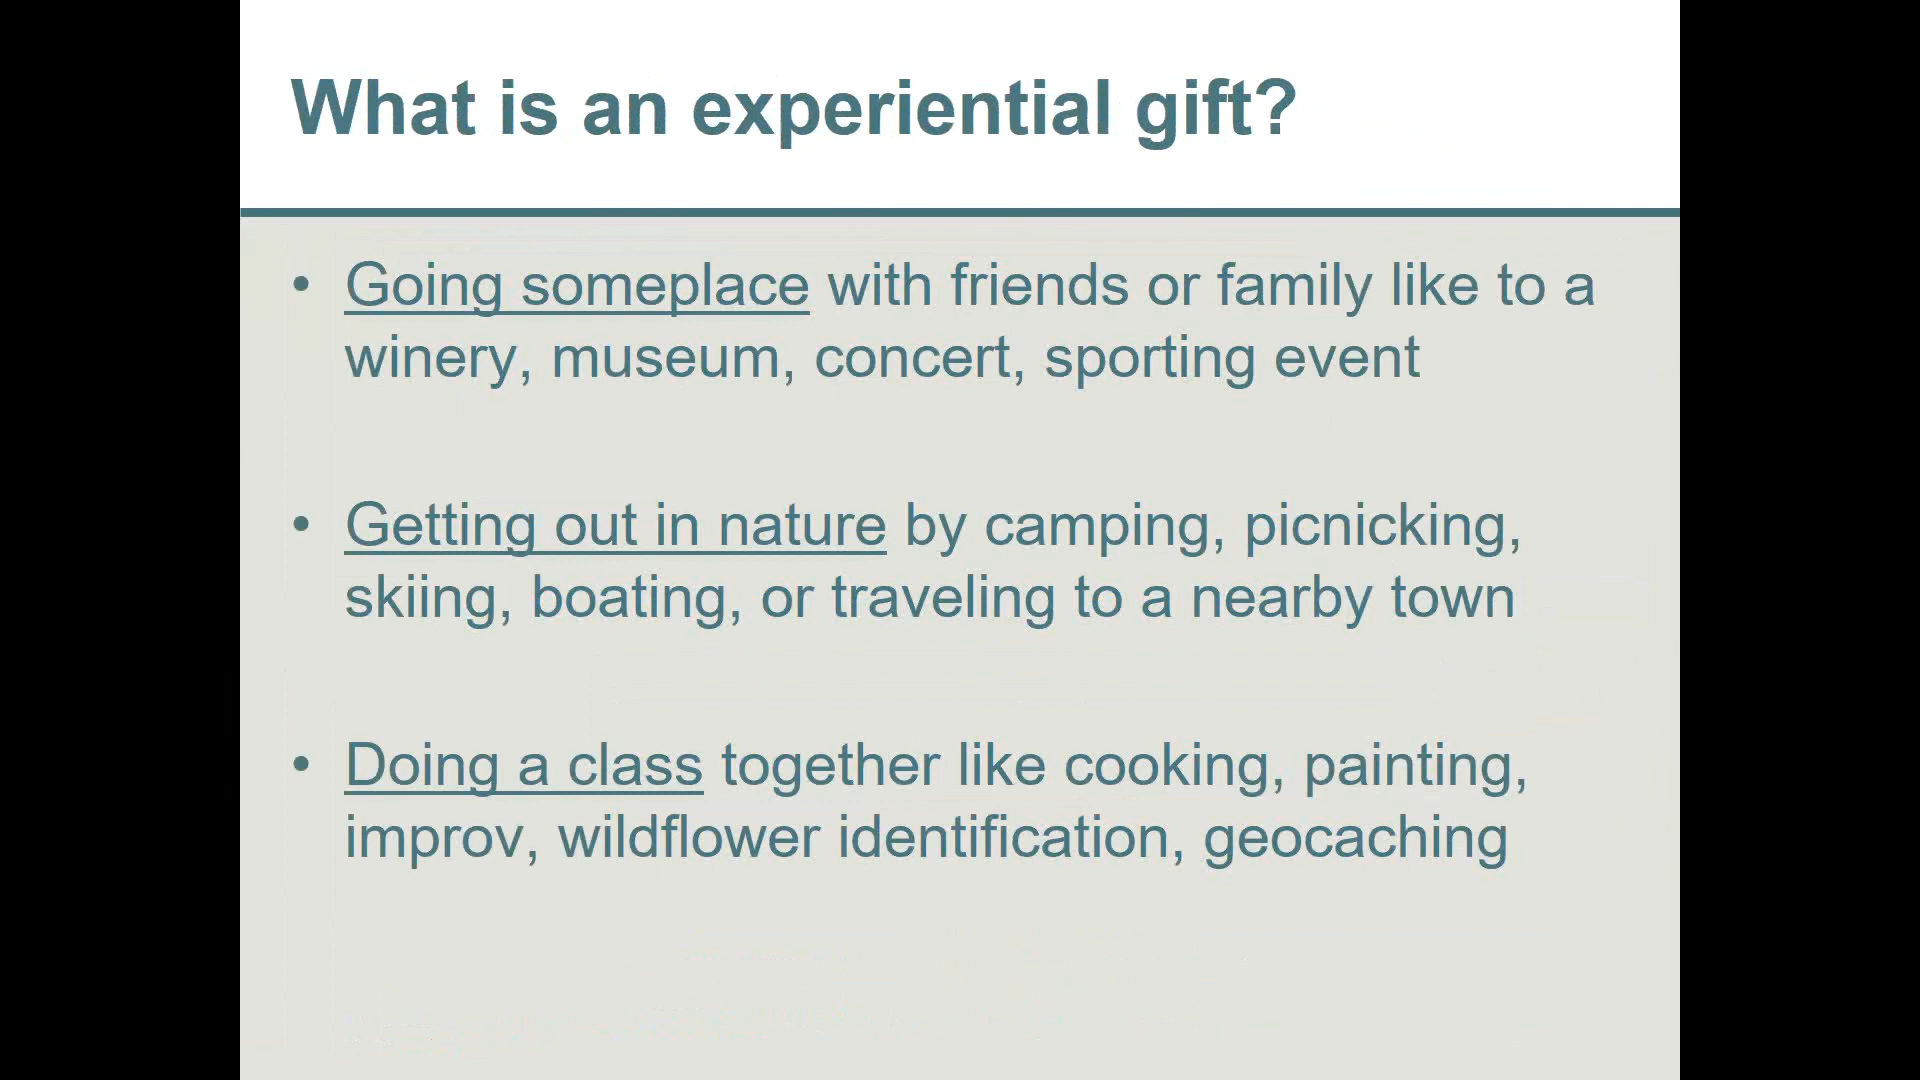 What is an experiential gift?
• Going someplace with friends or family like to a
winery, museum, concert, sporting event
• Getting out in nature by camping, picnicking,
skiing, boating, or traveling to a nearby town
• Doing a class together like cooking, painting,
improv, wildflower identification, geocaching